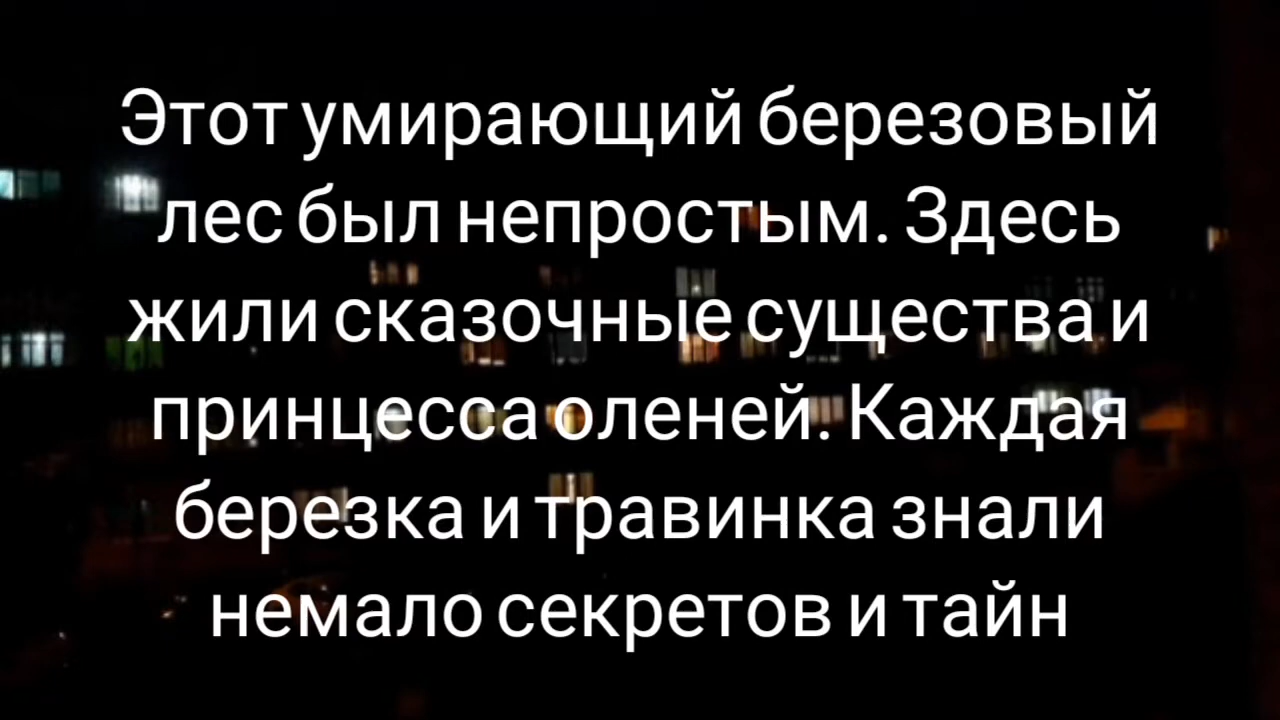 Этот умирающий березовый
лес был непростым. Здесь
жили сказочные существа и
принцесса оленей. Каждая
березка и травинка знали
немало секретов и тайн